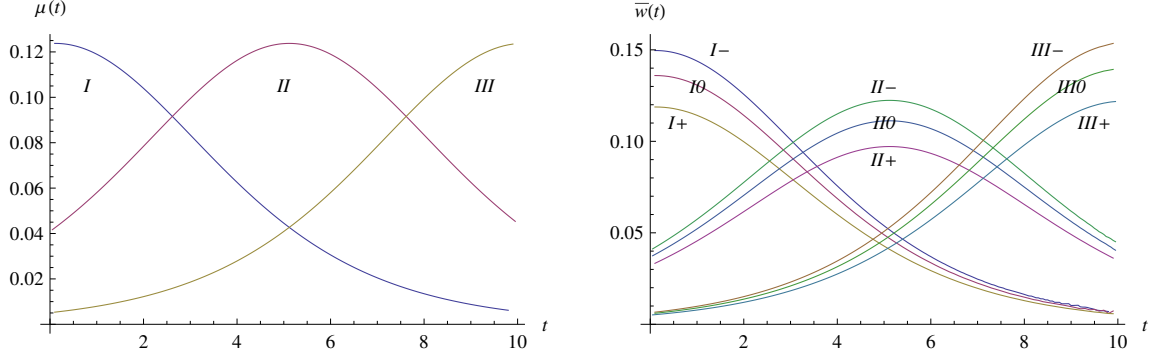 μ(t)
0.12
0.10
0.08
0.06
0.04
0.02
I
II
III
2
4
6
8
10
t
w̅(t)
0.15
0.10
0.05
I−
I0
I+
II−
II0
II+
III−
III0
III+
2
4
6
8
10
t